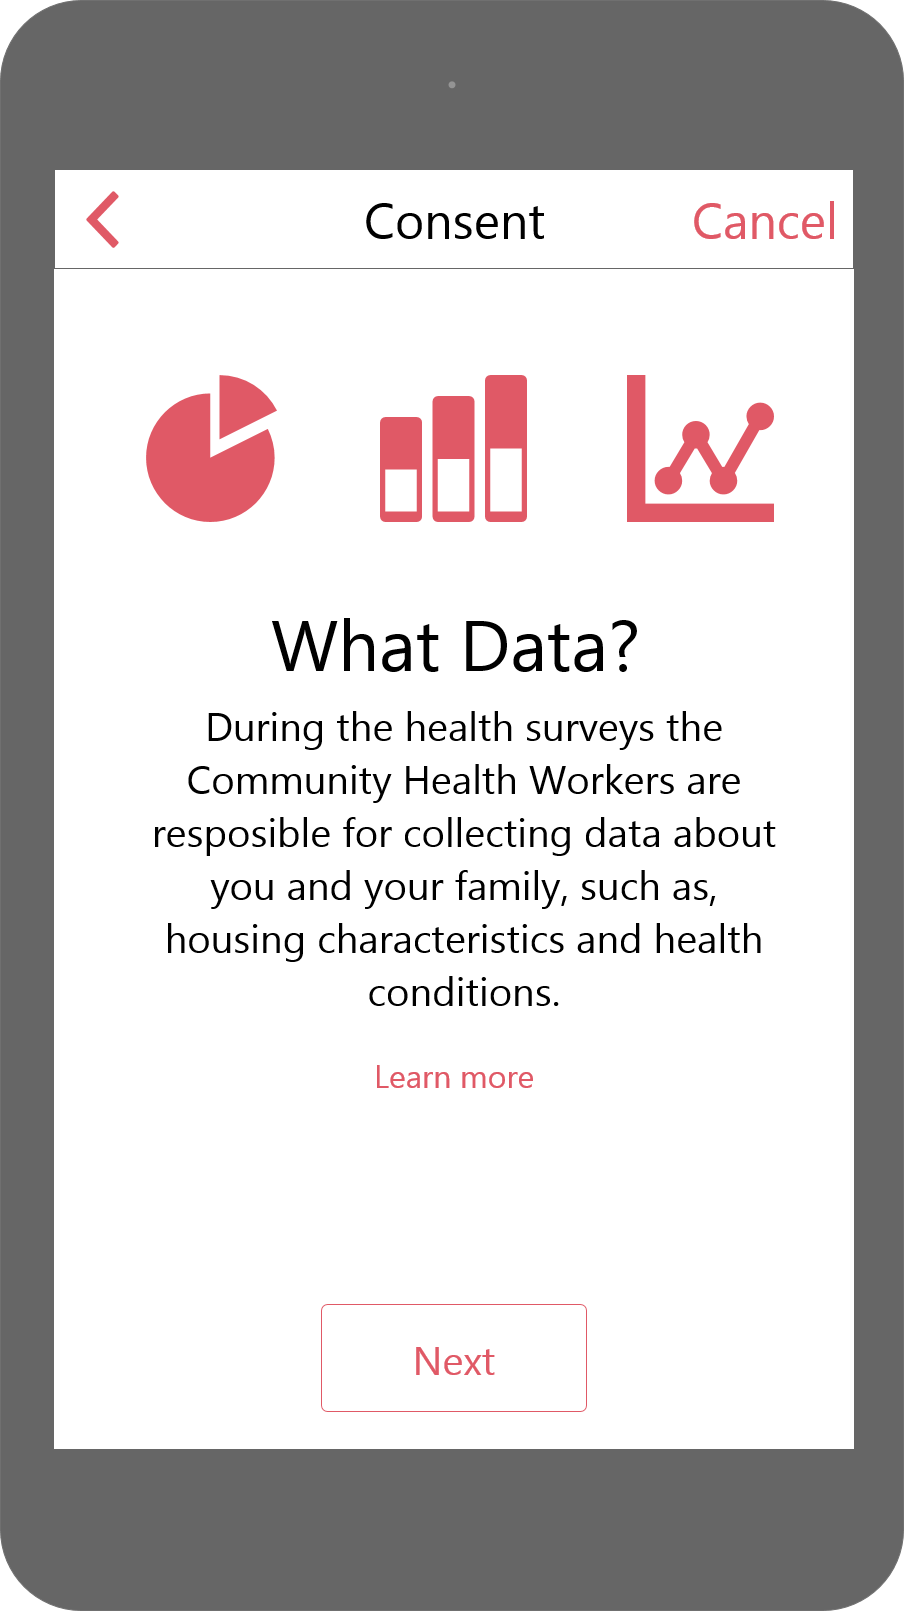 Consent
Cancel
What Data?
During the health surveys the
Community Health Workers are
resposible for collecting data about
you and your family, such as,
housing characteristics and health
conditions.
Learn more
Next